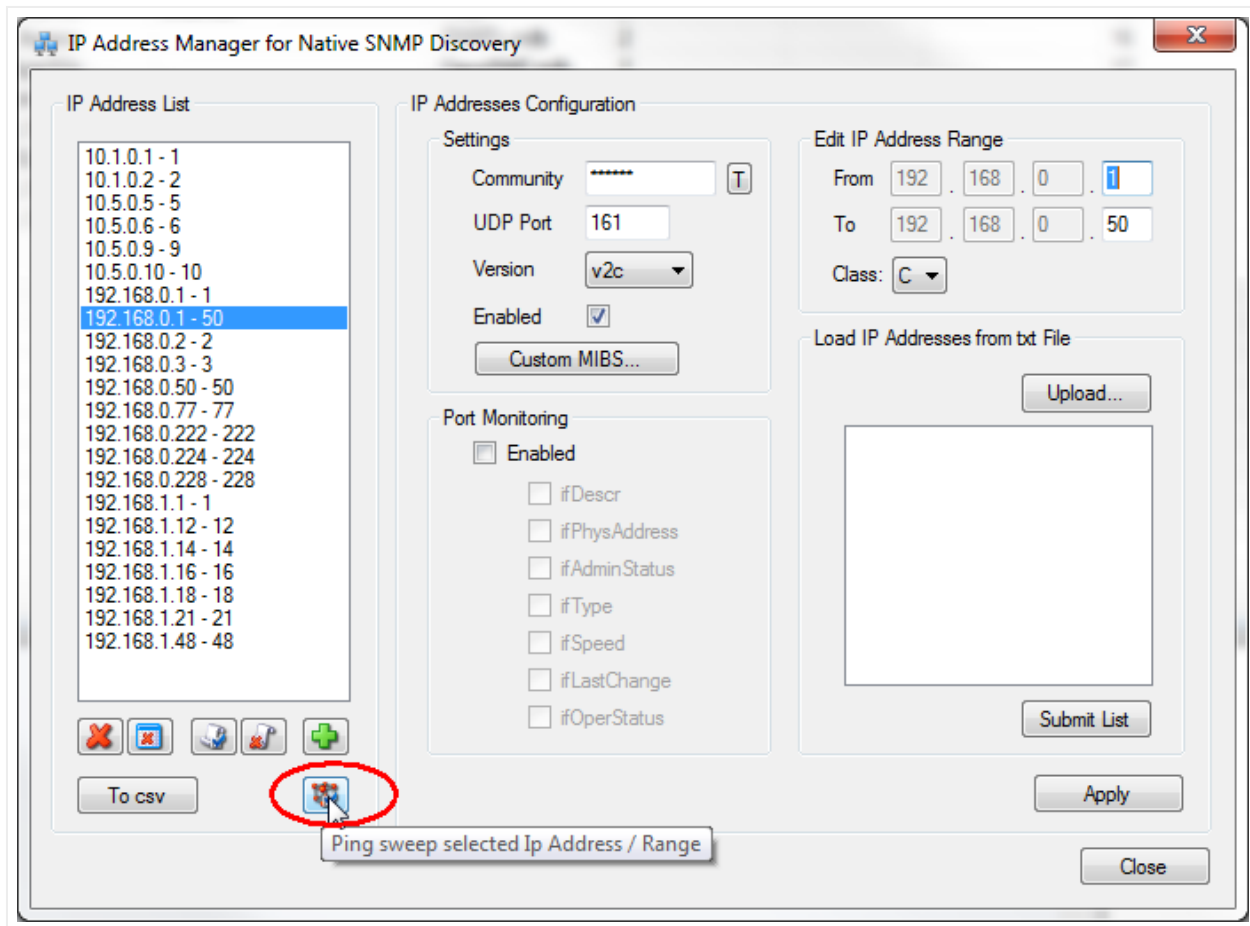 IP Address Manager for Native SNMP Discovery
IP Address List
10.1.0.1 - 1
10.1.0.2 - 2
10.5.0.5 - 5
10.5.0.6 - 6
10.5.0.9 - 9
10.5.0.10 - 10
192.168.0.1 - 1
192.168.0.1 - 50
192.168.0.2 - 2
192.168.0.3 - 3
192.168.0.50 - 50
192.168.0.77 - 77
192.168.0.222 - 222
192.168.0.224 - 224
192.168.0.228 - 228
192.168.1.1 - 1
192.168.1.12 - 12
192.168.1.14 - 14
192.168.1.16 - 16
192.168.1.18 - 18
192.168.1.21 - 21
192.168.1.48 - 48
To csv
Ping sweep selected Ip Address / Range
IP Addresses Configuration
Settings
Community ****** T
UDP Port 161
Version v2c
Enabled
Custom MIBS...
Port Monitoring
Enabled
ifDescr
ifPhysAddress
ifAdminStatus
ifType
ifSpeed
ifLastChange
ifOperStatus
Edit IP Address Range
From 192 . 168 . 0 . 1
To 192 . 168 . 0 . 50
Class: C
Load IP Addresses from txt File
Upload...
Submit List
Apply
Close